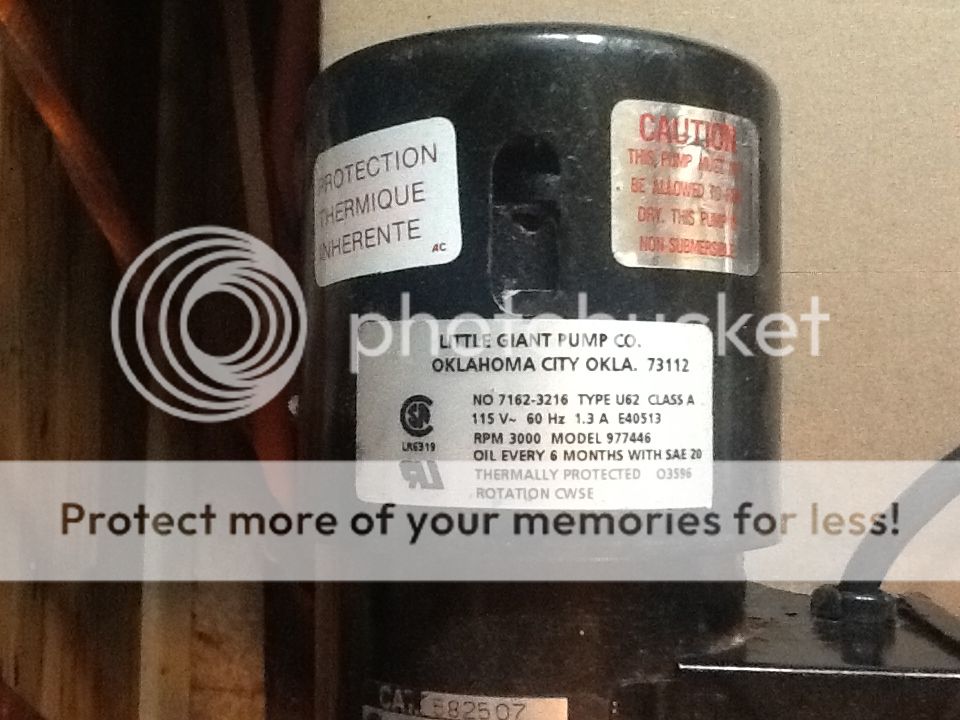 PROTECTION
THERMIQUE
INHERENTE
AC
CAUTION
THIS PUMP MUST
BE ALLOWED TO
DRY. THIS PUMP
NON-SUBMERSIBLE
photobucket
LITTLE GIANT PUMP CO.
OKLAHOMA CITY OKLA. 73112
NO 7162-3216 TYPE U62 CLASS A
115 V~ 60 Hz 1.3 A E40513
RPM 3000 MODEL 977446
OIL EVERY 6 MONTHS WITH SAE 20
THERMALLY PROTECTED O3596
ROTATION CWSE
LR6319
Protect more of your memories for less!
CAT. 582507